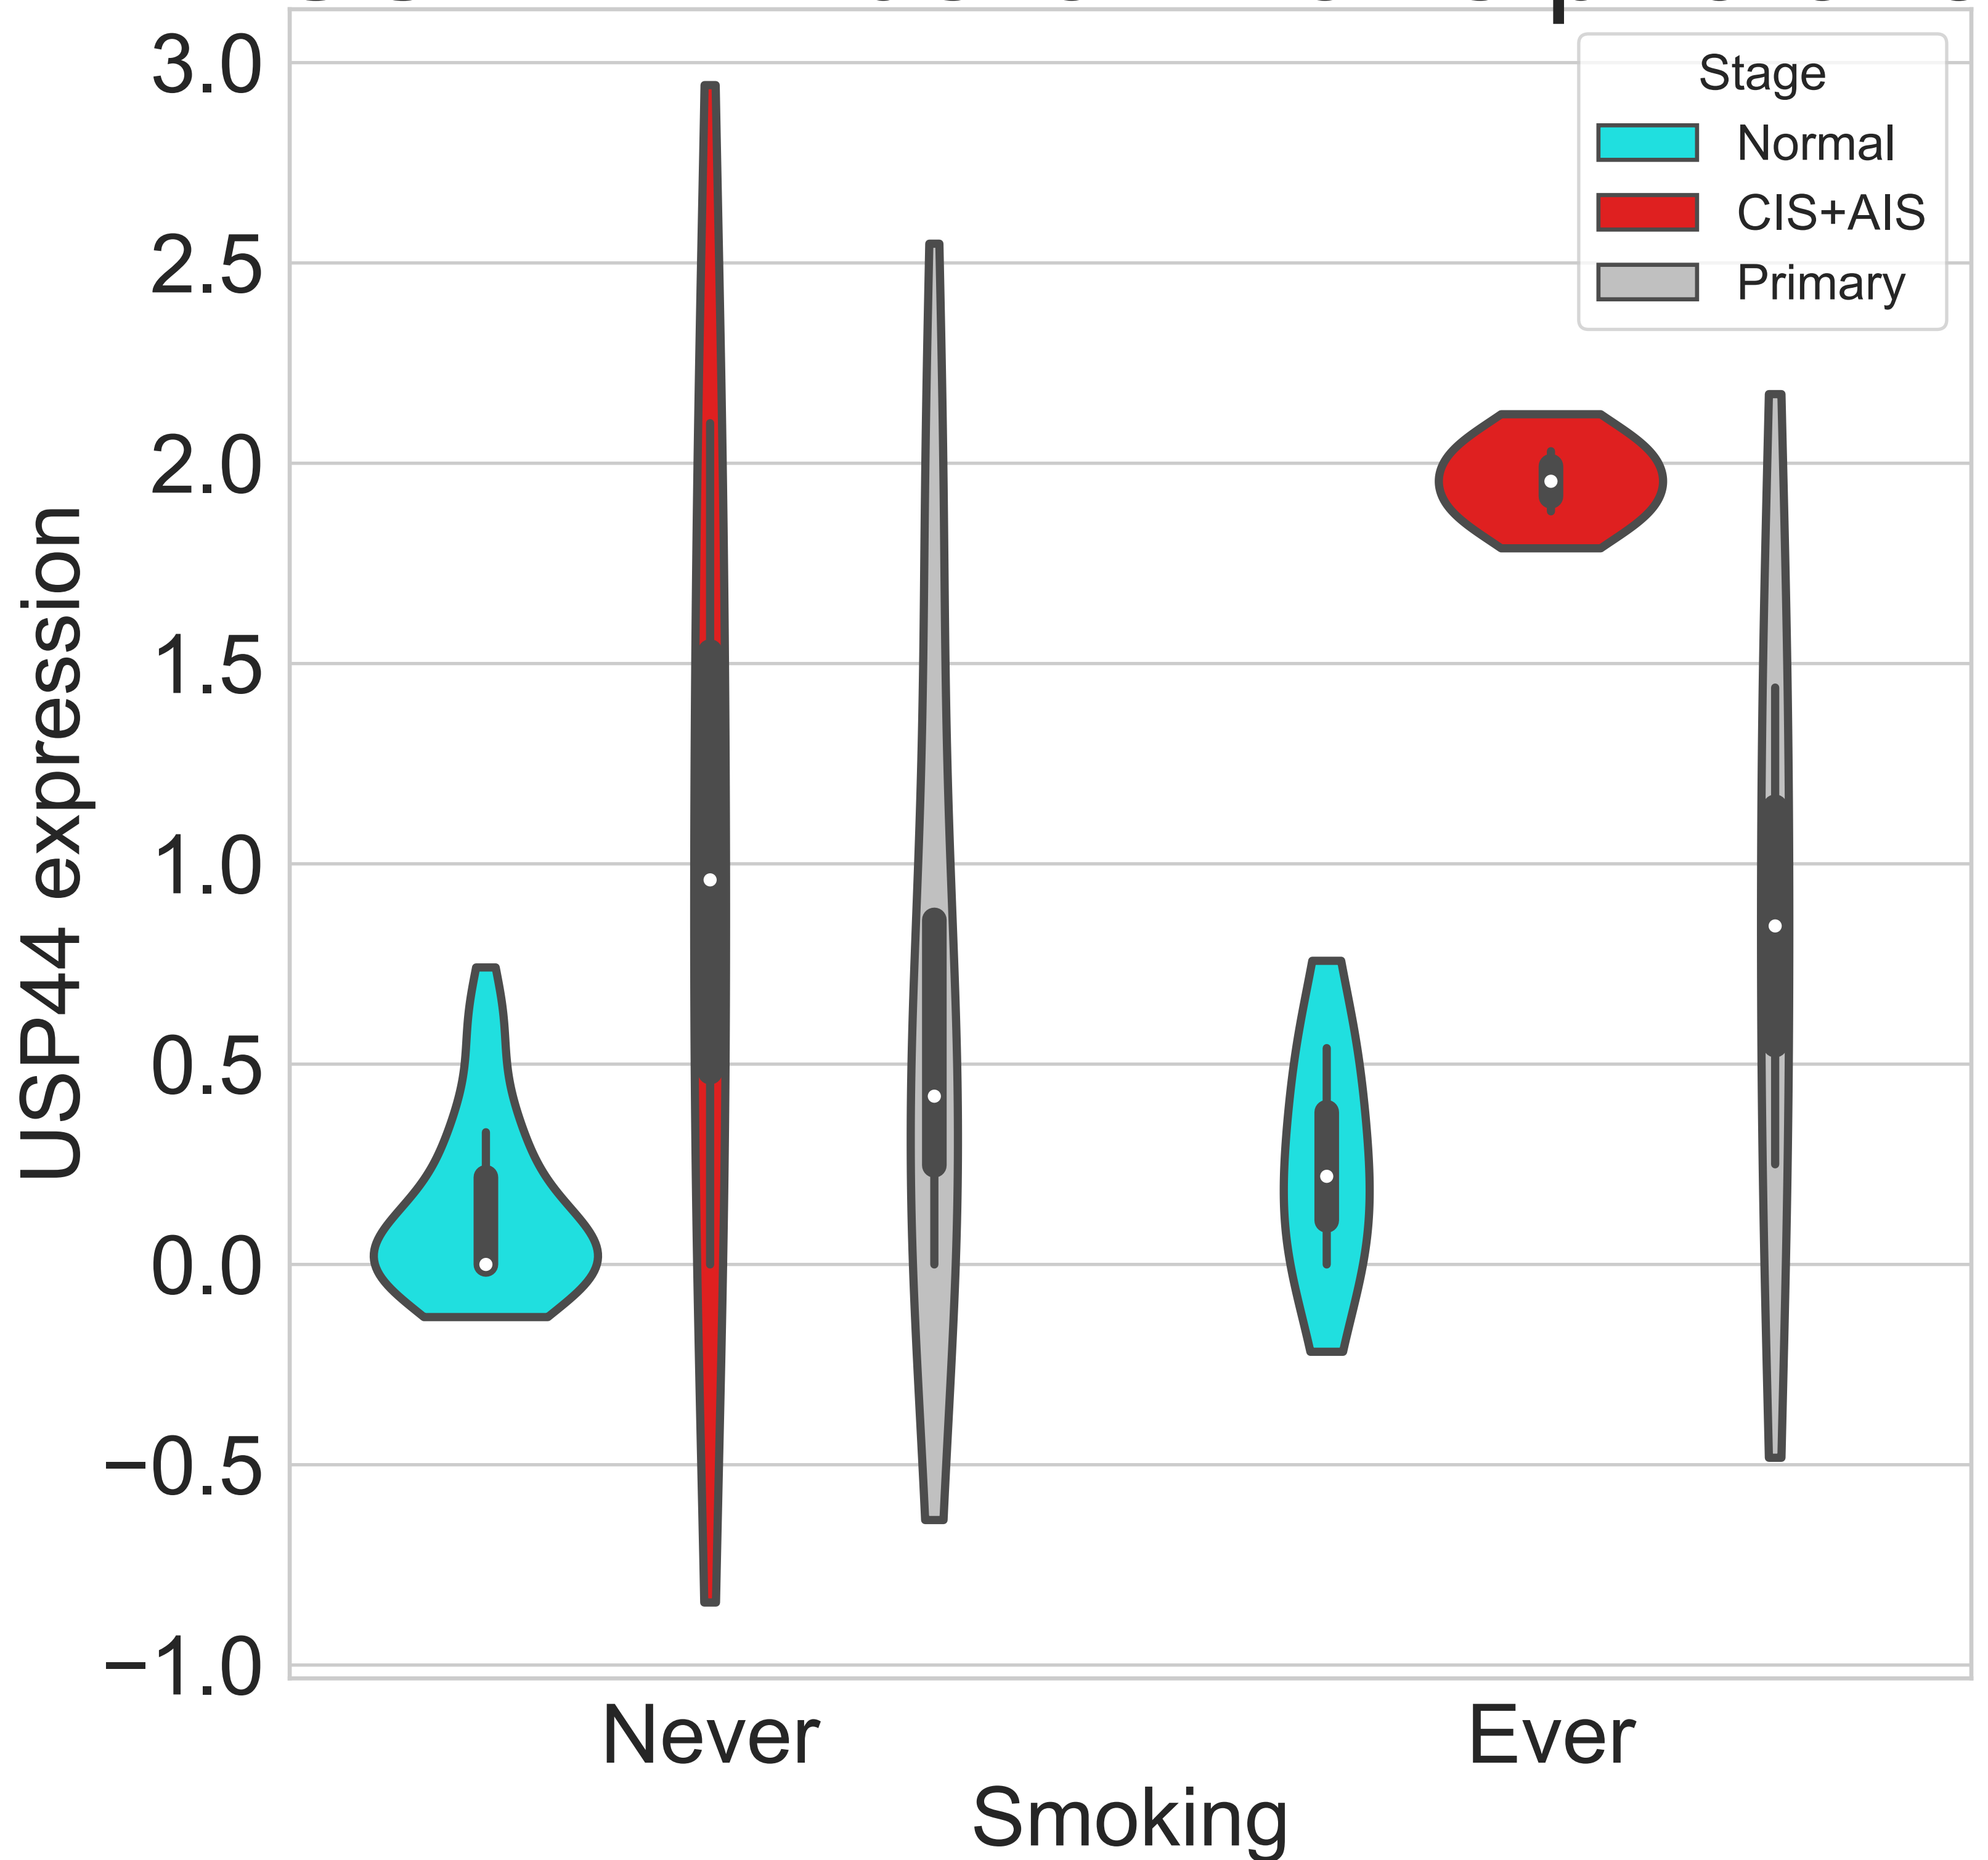 3.0
2.5
2.0
1.5
1.0
0.5
0.0
−0.5
−1.0
USP44 expression
Stage
Normal
CIS+AIS
Primary
Never
Ever
Smoking